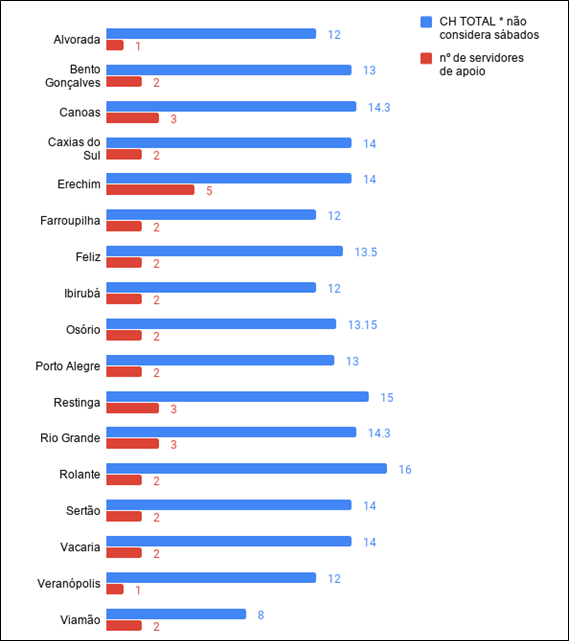 CH TOTAL * não
considera sábados
nº de servidores
de apoio
Alvorada
12
1
Bento
Gonçalves
13
2
Canoas
14.3
3
Caxias do
Sul
14
2
Erechim
14
5
Farroupilha
12
2
Feliz
13.5
2
Ibirubá
12
2
Osório
13.15
2
Porto Alegre
13
2
Restinga
15
3
Rio Grande
14.3
3
Rolante
16
2
Sertão
14
2
Vacaria
14
2
Veranópolis
12
1
Viamão
8
2